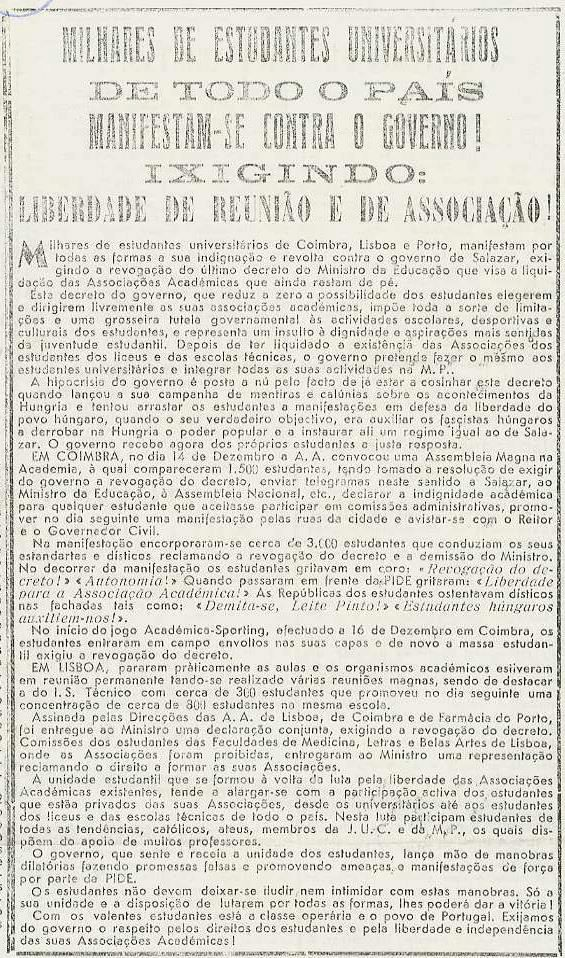 MILHARES DE ESTUDANTES UNIVERSITÁRIOS
DE TODO O PAÍS
MANIFESTAM-SE CONTRA O GOVERNO!
IXIGINDO:
LIBERDADE DE REUNIÃO E DE ASSOCIAÇÃO!
Milhares de estudantes universitários de Coimbra, Lisboa e Porto, manifestam por
todas as formas a sua indignação e revolta contra o governo de Salazar, exi-
gindo a revogação do último decreto do Ministro da Educação que visa a liqui-
dação das Associações Académicas que ainda restam de pé.
Este decreto do governo, que reduz a zero a possibilidade dos estudantes elegerem
e dirigirem livremente as suas associações académicas, impõe toda a sorte de limita-
ções e uma grosseira tutela governamental às actividades escolares, desportivas e
culturais dos estudantes, e representa um insulto à dignidade e aspirações mais sentidas
da juventude estudantil. Depois de ter liquidado a existência das Associações dos
estudantes dos liceus e das escolas técnicas, o governo pretende fazer o mesmo aos
estudantes universitários e integrar todas as suas actividades na M.P..
A hipocrisia do governo é posta a nú pelo facto de já estar a cosinhar este decreto
quando lançou a sua campanha de mentiras e calúnias sobre os acontecimentos da
Hungria e tentou arrastar os estudantes a manifestações em defesa da liberdade do
povo húngaro, quando o seu verdadeiro objectivo, era auxiliar os fascistas húngaros
a derrobar na Hungria o poder popular e a instaurar ali um regime igual ao de Sala-
zar. O governo recebe agora dos próprios estudantes a justa resposta.
EM COIMBRA, no dia 14 de Dezembro a A. A. convocou uma Assembleia Magna na
Academia, à qual compareceram 1.500 estudantes, tendo tomado a resolução de exigir
do governo a revogação do decreto, enviar telegramas neste sentido a Salazar, ao
Ministro da Educação, à Assembleia Nacional, etc., declarar a indignidade académica
para qualquer estudante que aceitasse participar em comissões administrativas, promo-
ver no dia seguinte uma manifestação pelas ruas da cidade e avistar-se com o Reitor
e o Governador Civil.
Na manifestação encorporaram-se cerca de 3.000 estudantes que conduziam os seus
estandartes e dísticos reclamando a revogação do decreto e a demissão do Ministro.
No decorrer da manifestação os estudantes gritavam em coro: «Revogação do de-
creto!» «Autonomia!» Quando passaram em frente da PIDE gritaram: «Liberdade
para a Associação Académica!» As Repúblicas dos estudantes ostentavam dísticos
nas fachadas tais como: «Demita-se, Leite Pinto!» «Estudantes húngaros
auxiliem-nos!».
No início do jogo Académica-Sporting, efectuado a 16 de Dezembro em Coimbra, os
estudantes entraram em campo envoltos nas suas capas e de novo a massa estudan-
til exigiu a revogação do decreto.
EM LISBOA, pararam práticamente as aulas e os organismos académicos estiveram
em reunião permanente tendo-se realizado várias reuniões magnas, sendo de destacar
a do I.S. Técnico com cerca de 300 estudantes que promoveu no dia seguinte uma
concentração de cerca de 800 estudantes na mesma escola.
Assinada pelas Direcções das A. A. de Lisboa, de Coimbra e de Farmácia do Porto,
foi entregue ao Ministro uma declaração conjunta, exigindo a revogação do decreto.
Comissões dos estudantes das Faculdades de Medicina, Letras e Belas Artes de Lisboa,
onde as Associações foram proibidas, entregaram ao Ministro uma representação
reclamando o direito a formar as suas Associações.
A unidade estudantil que se formou à volta da luta pela liberdade das Associações
Académicas existentes, tende a alargar-se com a participação activa dos estudantes
que estão privados das suas Associações, desde os universitários até aos estudantes
dos liceus e das escolas técnicas de todo o país. Nesta luta participam estudantes de
todas as tendências, católicos, ateus, membros da J.U.C. e da M.P., os quais dis-
põem do apoio de muitos professores.
O governo, que sente e receia a unidade dos estudantes, lança mão de manobras
dilatórias fazendo promessas falsas e promovendo ameaças e manifestações de força
por parte da PIDE.
Os estudantes não devem deixar-se iludir nem intimidar com estas manobras. Só a
sua unidade e a disposição de lutarem por todas as formas, lhes poderá dar a vitória!
Com os valentes estudantes está a classe operária e o povo de Portugal. Exijamos
do governo o respeito pelos direitos dos estudantes e pela liberdade e independência
das suas Associações Académicas!